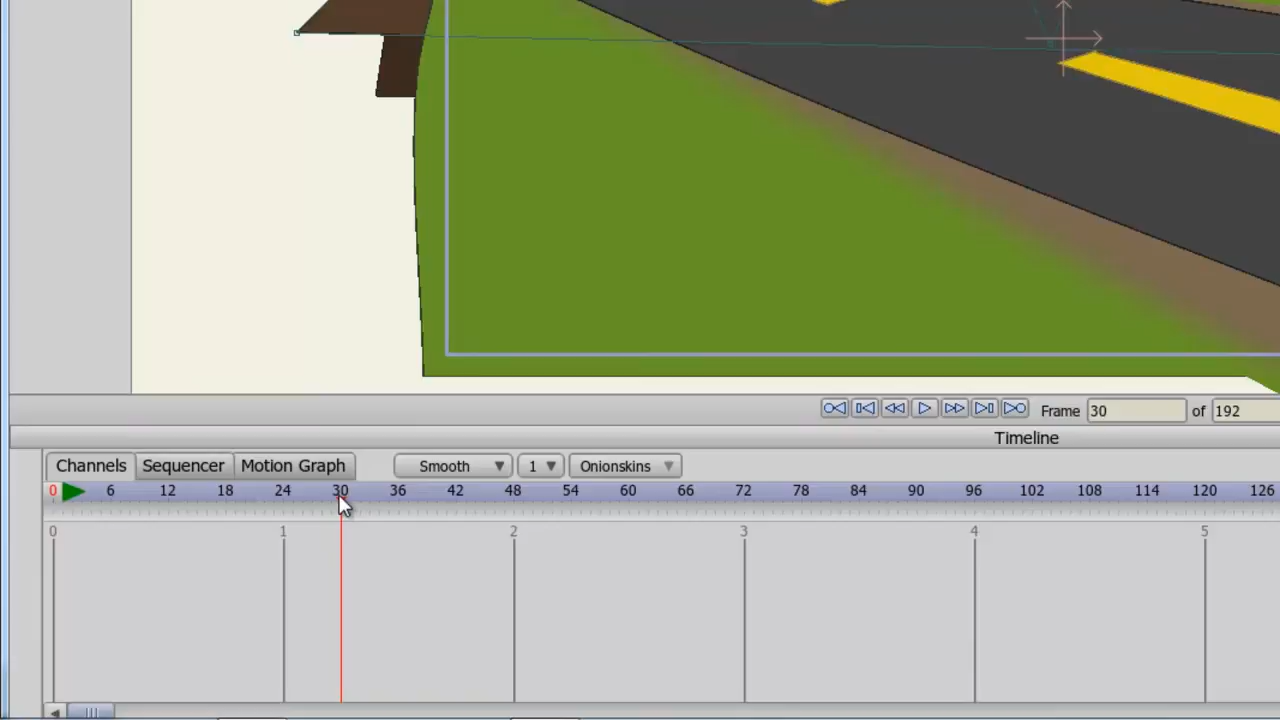 Frame 30 of 192
Timeline
Channels Sequencer Motion Graph Smooth 1 Onionskins
0 6 12 18 24 30 36 42 48 54 60 66 72 78 84 90 96 102 108 114 120 126
0 1 2 3 4 5